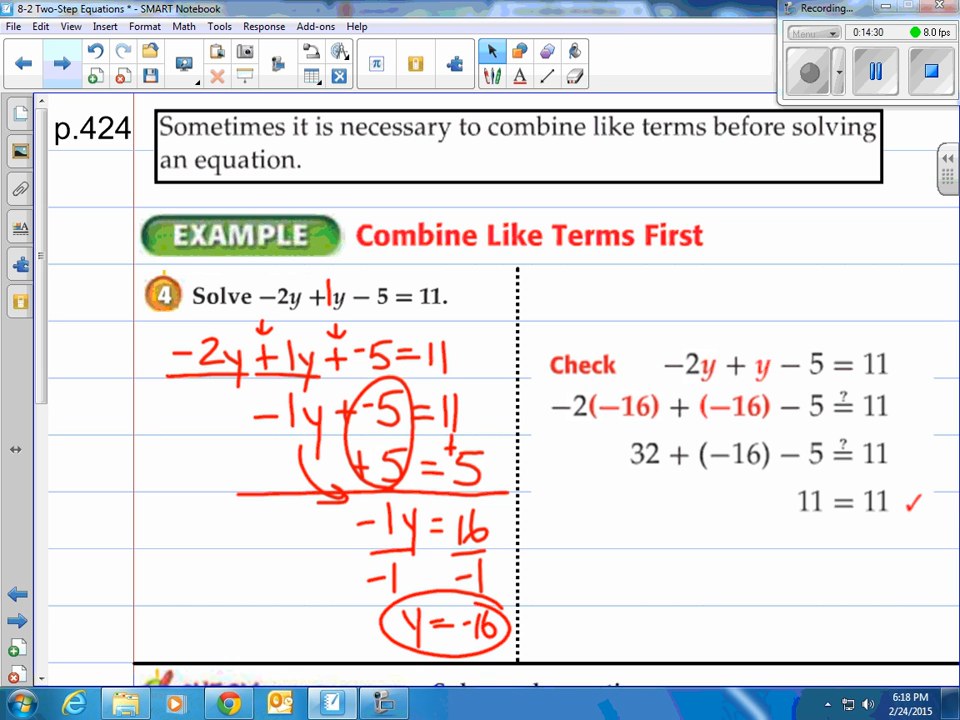 8-2 Two-Step Equations * - SMART Notebook
Recording...
File Edit View Insert Format Math Tools Response Add-ons Help
Menu 0:14:30 8.0 fps
p.424
Sometimes it is necessary to combine like terms before solving
an equation.
EXAMPLE Combine Like Terms First
4 Solve −2y +1y − 5 = 11.
-2y + 1y + -5 = 11
-1y + -5 = 11
+5 = +5
-1y = 16
-1 -1
y = -16
Check −2y + y − 5 = 11
−2(−16) + (−16) − 5 ≟ 11
32 + (−16) − 5 ≟ 11
11 = 11 ✓
6:18 PM
2/24/2015